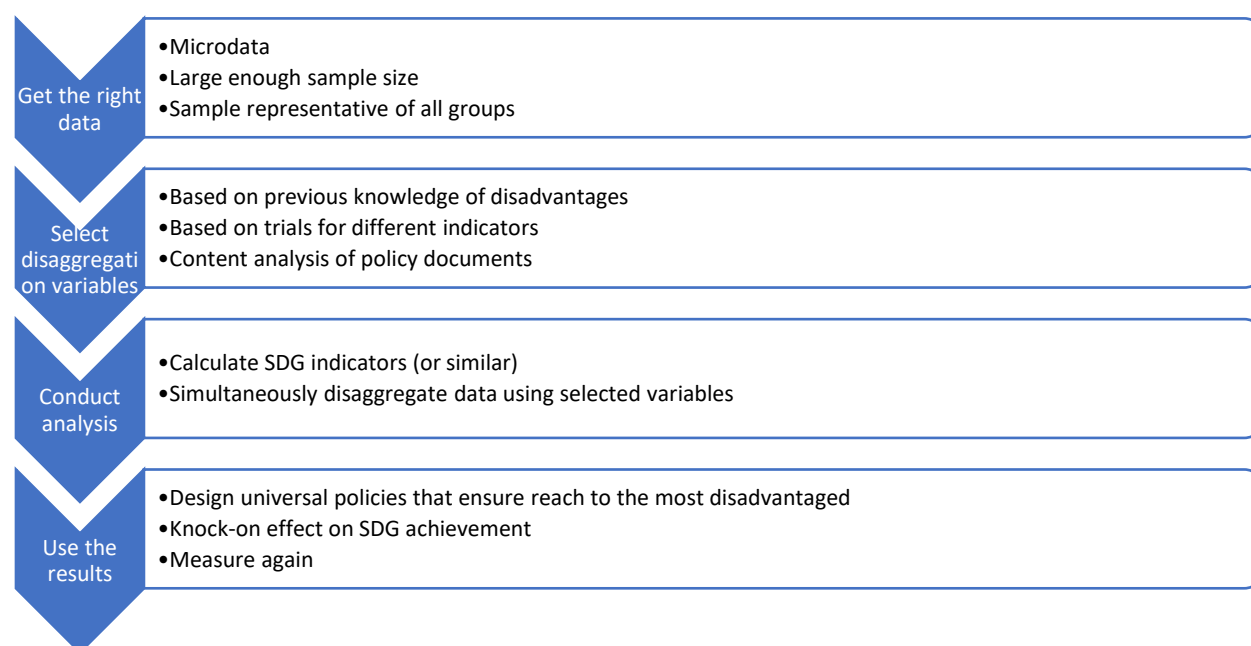 Get the right
data
•Microdata
•Large enough sample size
•Sample representative of all groups
Select
disaggregati
on variables
•Based on previous knowledge of disadvantages
•Based on trials for different indicators
•Content analysis of policy documents
Conduct
analysis
•Calculate SDG indicators (or similar)
•Simultaneously disaggregate data using selected variables
Use the
results
•Design universal policies that ensure reach to the most disadvantaged
•Knock-on effect on SDG achievement
•Measure again